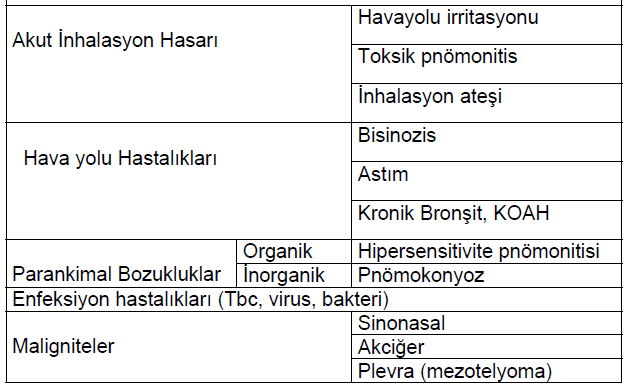 Akut İnhalasyon Hasarı
Havayolu irritasyonu
Toksik pnömonitis
İnhalasyon ateşi
Hava yolu Hastalıkları
Bisinozis
Astım
Kronik Bronşit, KOAH
Parankimal Bozukluklar
Organik
Hipersensitivite pnömonitisi
İnorganik
Pnömokonyoz
Enfeksiyon hastalıkları (Tbc, virus, bakteri)
Maligniteler
Sinonasal
Akciğer
Plevra (mezotelyoma)